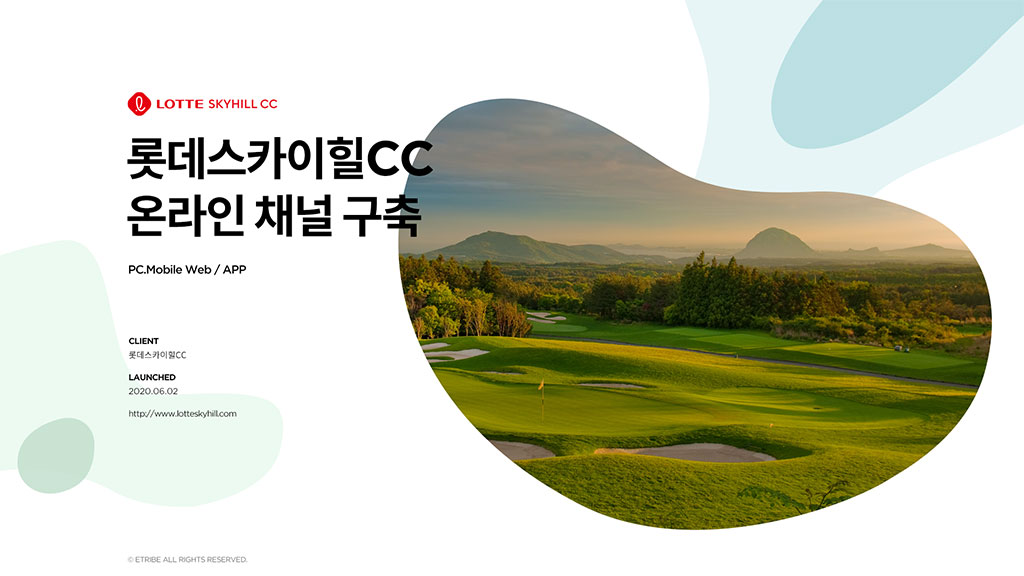 LOTTE SKYHILL CC
롯데스카이힐CC
온라인 채널 구축
PC.Mobile Web / APP
CLIENT
롯데스카이힐CC
LAUNCHED
2020.06.02
http://www.lotteskyhill.com
© ETRIBE ALL RIGHTS RESERVED.